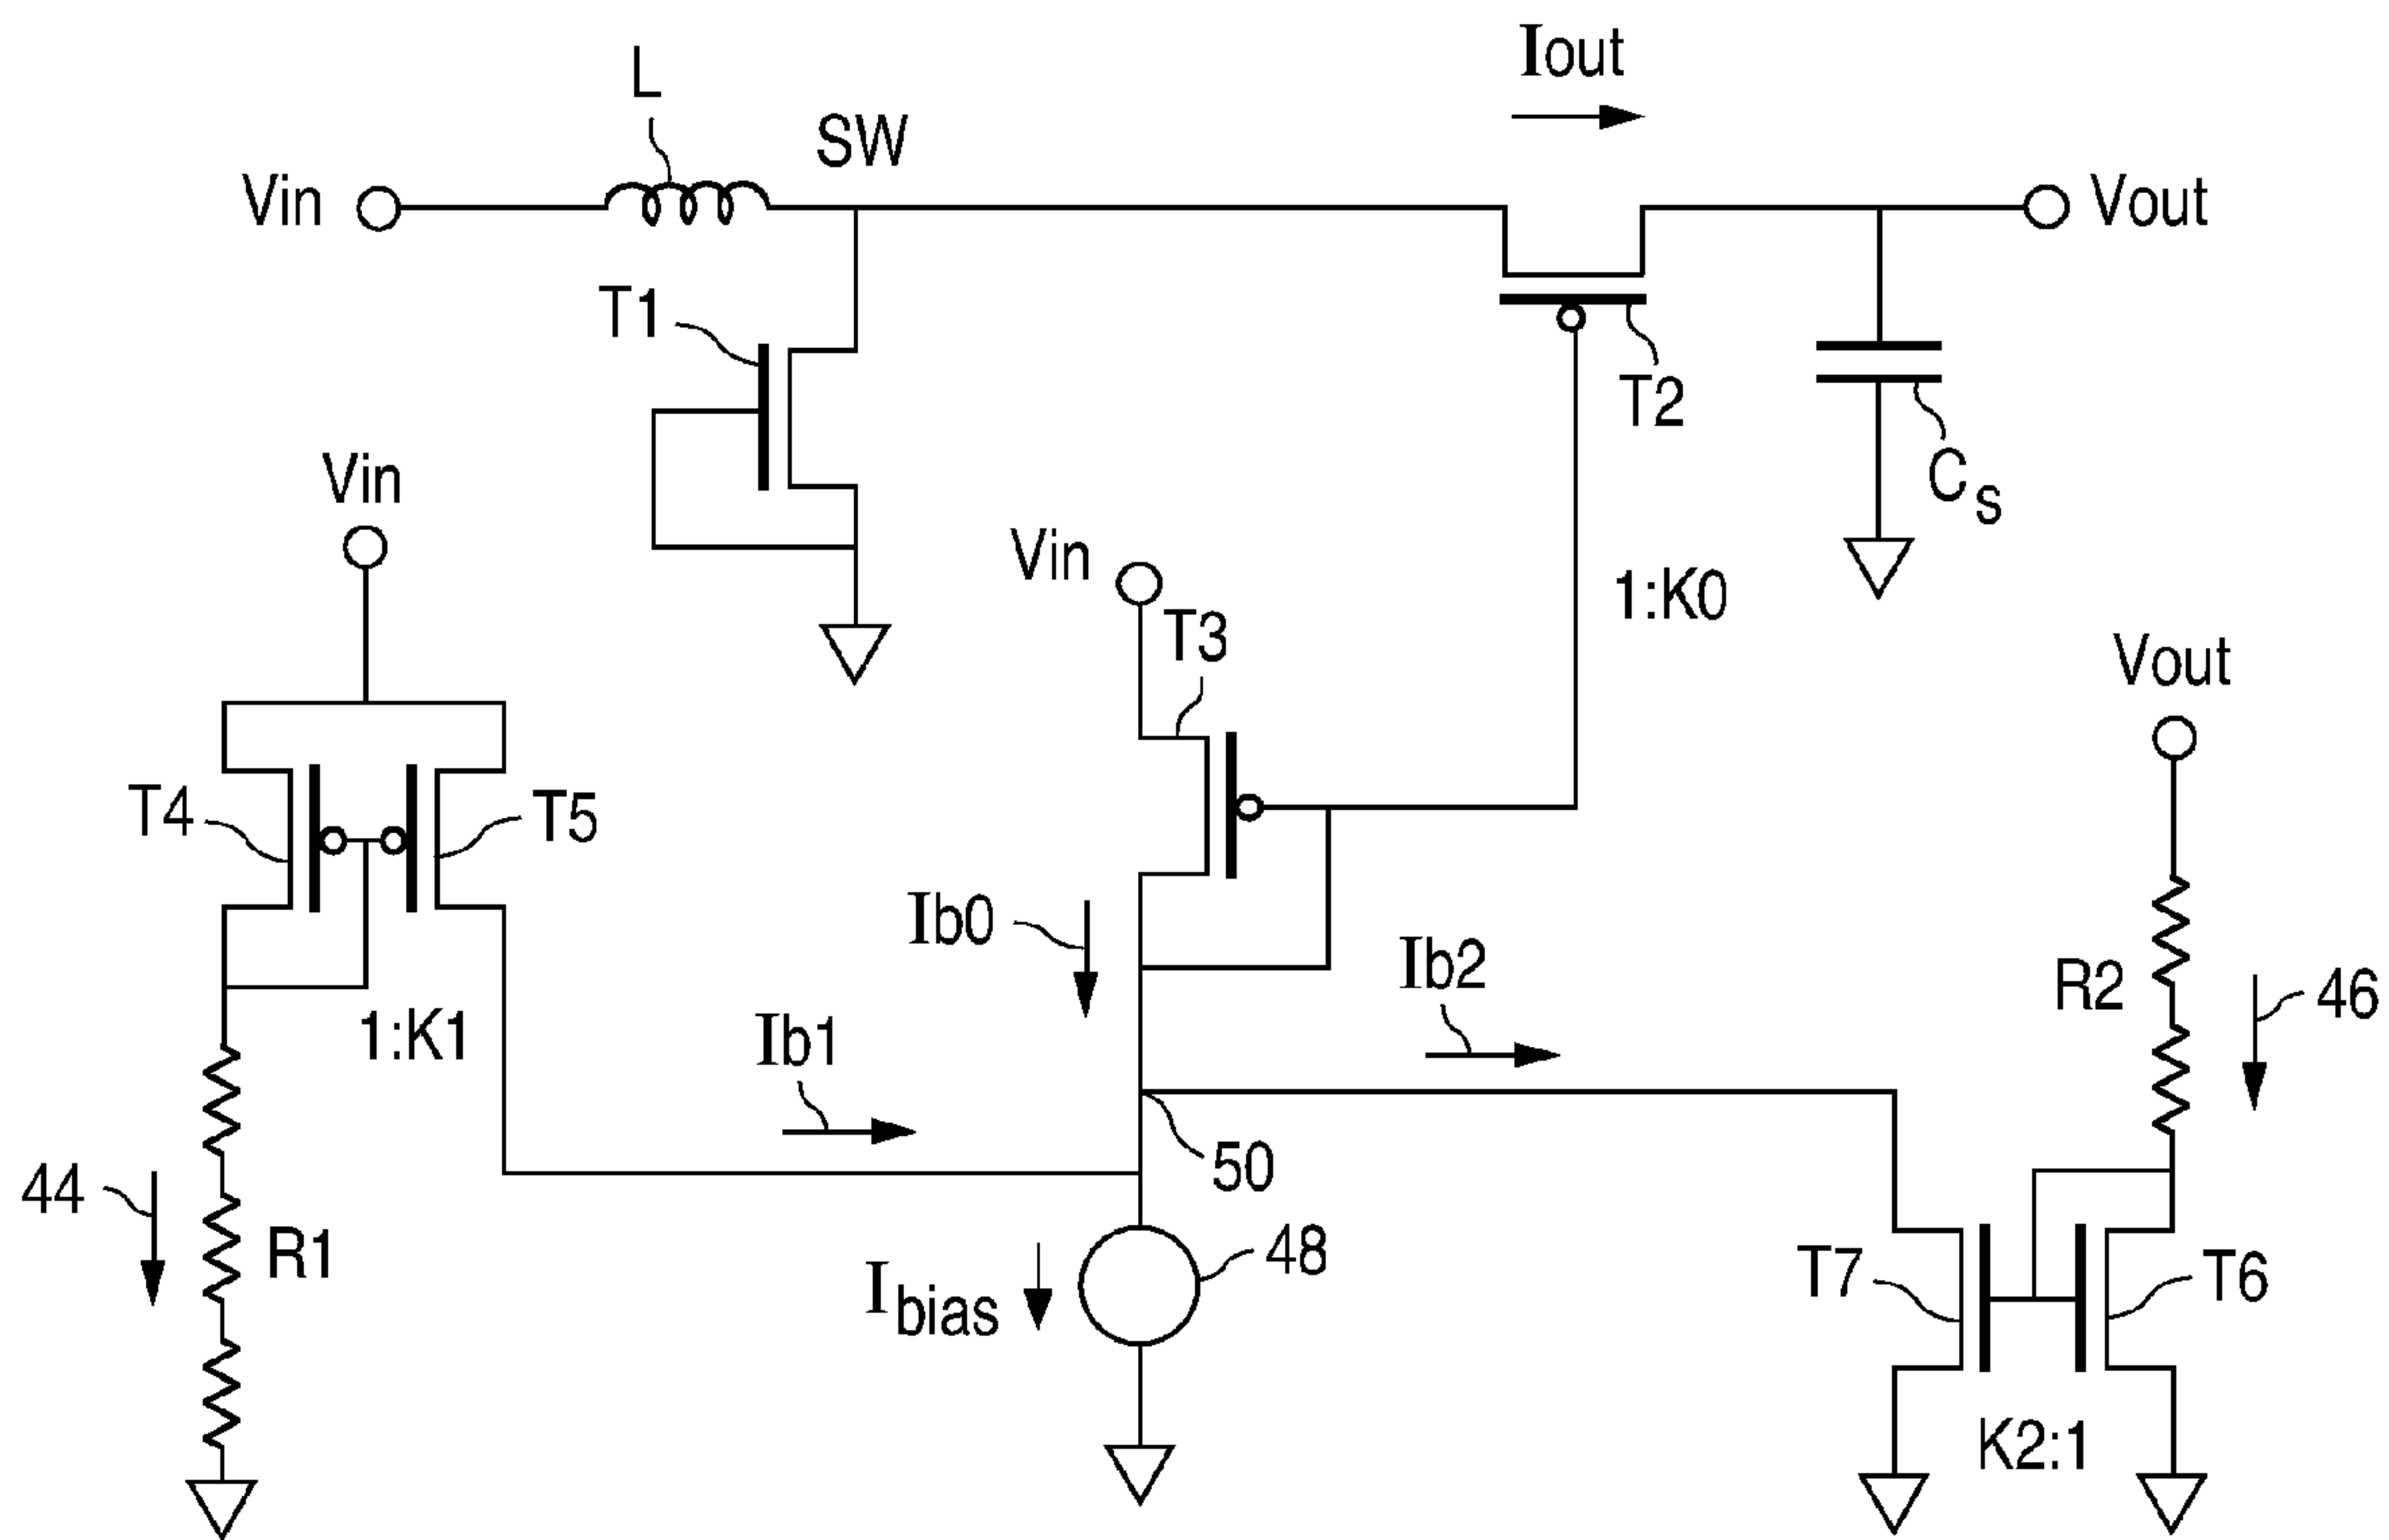 Iout
L
SW
Vin
Vout
T1
T2
Cs
Vin
Vin
T3
1:K0
Vout
T4
T5
Ib0
Ib2
R2
46
1:K1
Ib1
50
44
R1
48
Ibias
T7
T6
K2:1